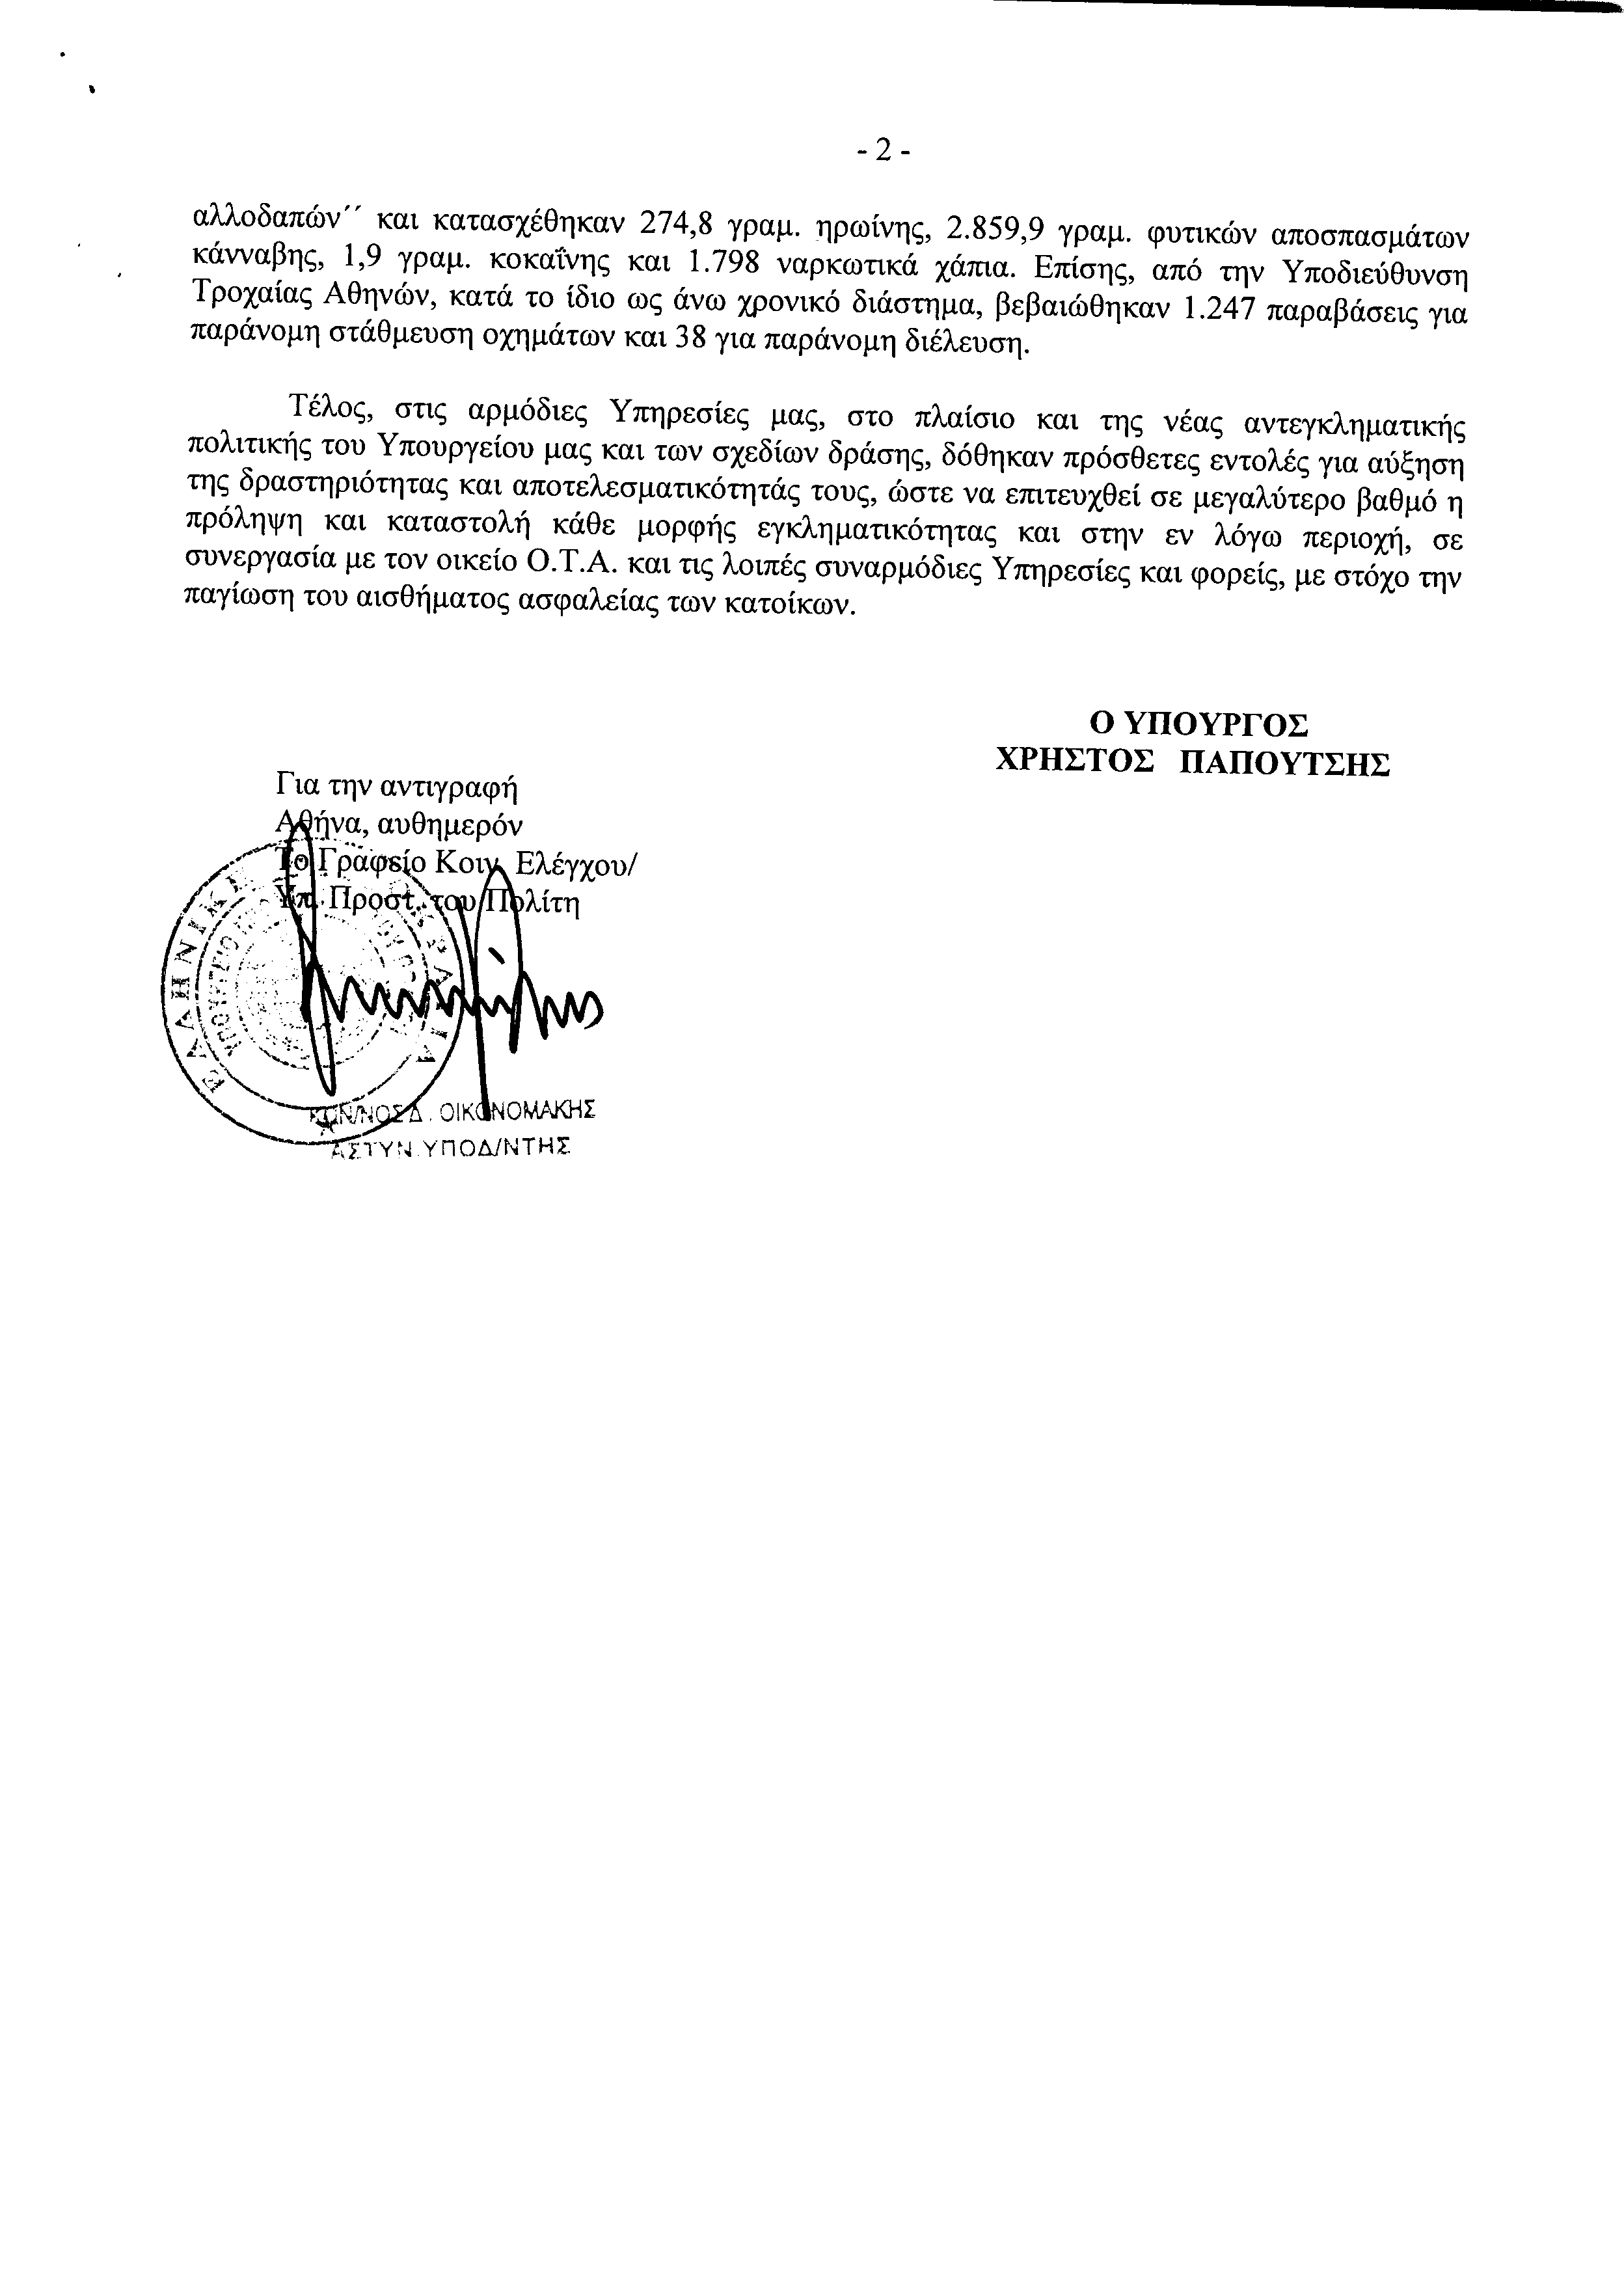 - 2 -
αλλοδαπών΄΄ και κατασχέθηκαν 274,8 γραμ. ηρωίνης, 2.859,9 γραμ. φυτικών αποσπασμάτων
κάνναβης, 1,9 γραμ. κοκαΐνης και 1.798 ναρκωτικά χάπια. Επίσης, από την Υποδιεύθυνση
Τροχαίας Αθηνών, κατά το ίδιο ως άνω χρονικό διάστημα, βεβαιώθηκαν 1.247 παραβάσεις για
παράνομη στάθμευση οχημάτων και 38 για παράνομη διέλευση.
Τέλος, στις αρμόδιες Υπηρεσίες μας, στο πλαίσιο και της νέας αντεγκληματικής
πολιτικής του Υπουργείου μας και των σχεδίων δράσης, δόθηκαν πρόσθετες εντολές για αύξηση
της δραστηριότητας και αποτελεσματικότητάς τους, ώστε να επιτευχθεί σε μεγαλύτερο βαθμό η
πρόληψη και καταστολή κάθε μορφής εγκληματικότητας και στην εν λόγω περιοχή, σε
συνεργασία με τον οικείο Ο.Τ.Α. και τις λοιπές συναρμόδιες Υπηρεσίες και φορείς, με στόχο την
παγίωση του αισθήματος ασφαλείας των κατοίκων.
Ο ΥΠΟΥΡΓΟΣ
ΧΡΗΣΤΟΣ ΠΑΠΟΥΤΣΗΣ
Για την αντιγραφή
Αθήνα, αυθημερόν
Το Γραφείο Κοιν. Ελέγχου/
Υπ. Προστ. του Πολίτη
ΚΩΝ/ΝΟΣ Δ. ΟΙΚΟΝΟΜΑΚΗΣ
ΑΣΤΥΝ. ΥΠΟΔ/ΝΤΗΣ